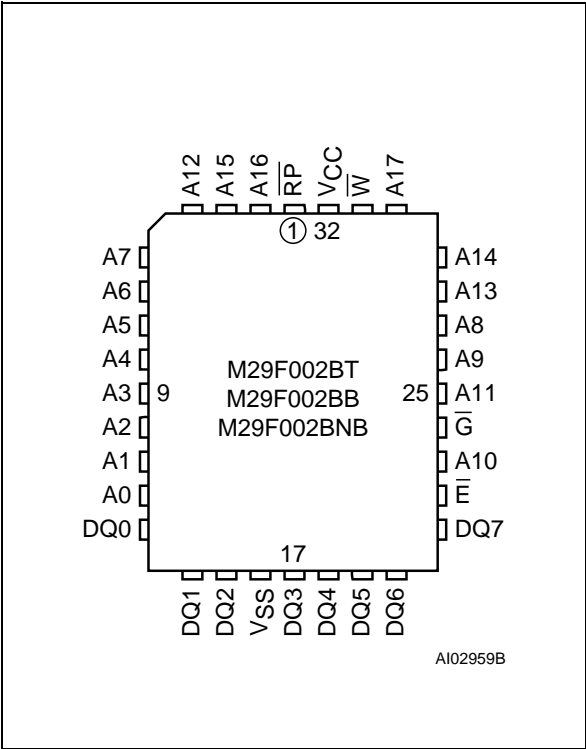 A12 A15 A16 R̅P̅ VCC W̅ A17
① 32
A7
A6
A5
A4
A3 9
A2
A1
A0
DQ0
M29F002BT
M29F002BB
M29F002BNB
A14
A13
A8
A9
25 A11
G̅
A10
E̅
DQ7
17
DQ1 DQ2 VSS DQ3 DQ4 DQ5 DQ6
AI02959B